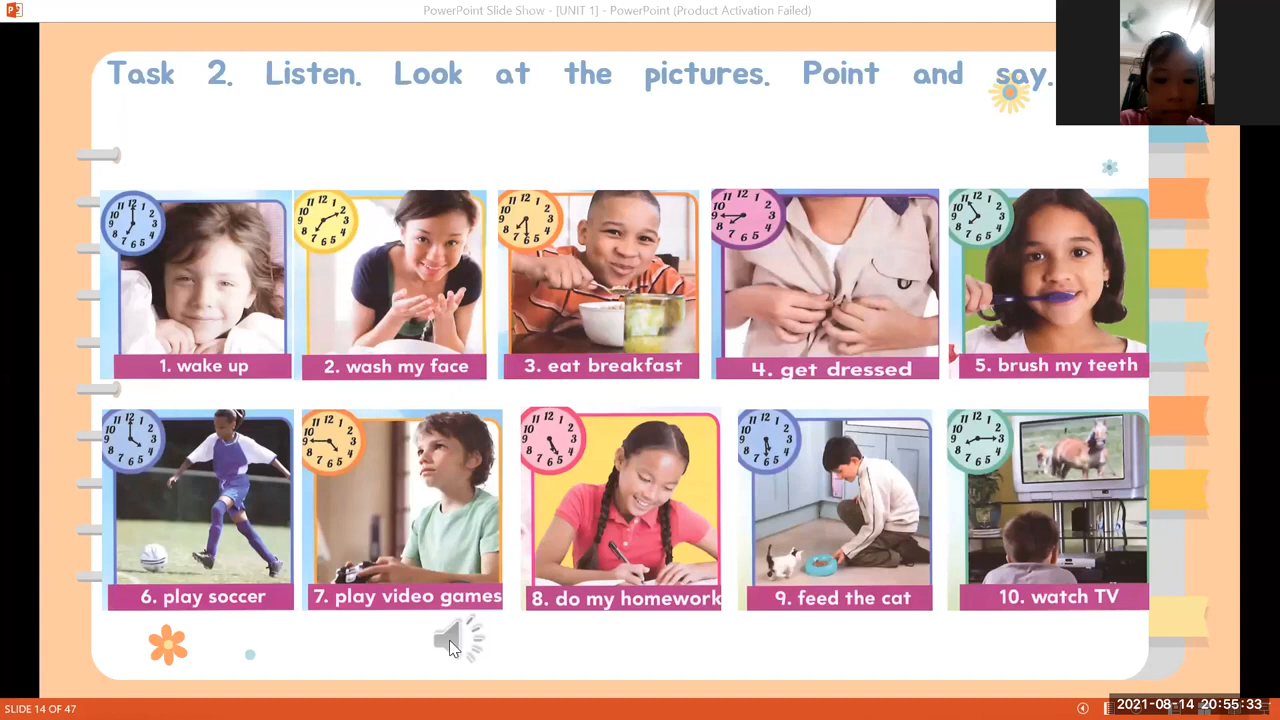 PowerPoint Slide Show - [UNIT 1] - PowerPoint (Product Activation Failed)
Task 2. Listen. Look at the pictures. Point and say.
1. wake up
2. wash my face
3. eat breakfast
4. get dressed
5. brush my teeth
6. play soccer
7. play video games
8. do my homework
9. feed the cat
10. watch TV
SLIDE 14 OF 47
2021-08-14 20:55:33